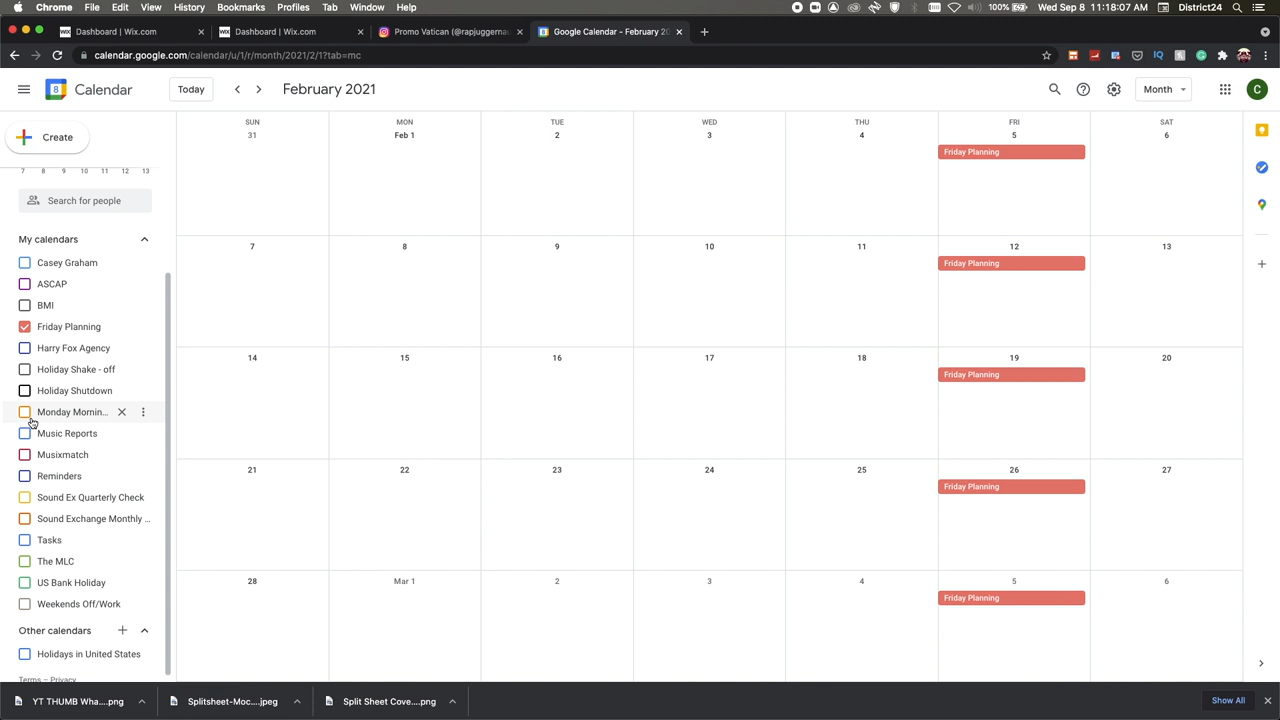 Chrome File Edit View History Bookmarks Profiles Tab Window Help 100% Wed Sep 8 11:18:07 AM District24
Dashboard | Wix.com Dashboard | Wix.com Promo Vatican (@rapjuggernau Google Calendar - February 20
calendar.google.com/calendar/u/1/r/month/2021/2/1?tab=mc
8 Calendar Today February 2021 Month C
Create
SUN MON TUE WED THU FRI SAT
31 Feb 1 2 3 4 5 6
Friday Planning
7 8 9 10 11 12 13
Search for people
My calendars
7 8 9 10 11 12 13
Friday Planning
Casey Graham
ASCAP
BMI
Friday Planning
Harry Fox Agency
14 15 16 17 18 19 20
Holiday Shake - off
Friday Planning
Holiday Shutdown
Monday Mornin...
Music Reports
Musixmatch
21 22 23 24 25 26 27
Reminders
Friday Planning
Sound Ex Quarterly Check
Sound Exchange Monthly ...
Tasks
The MLC
28 Mar 1 2 3 4 5 6
US Bank Holiday
Friday Planning
Weekends Off/Work
Other calendars
Holidays in United States
Terms – Privacy
YT THUMB Wha....png Splitsheet-Moc....jpeg Split Sheet Cove....png Show All